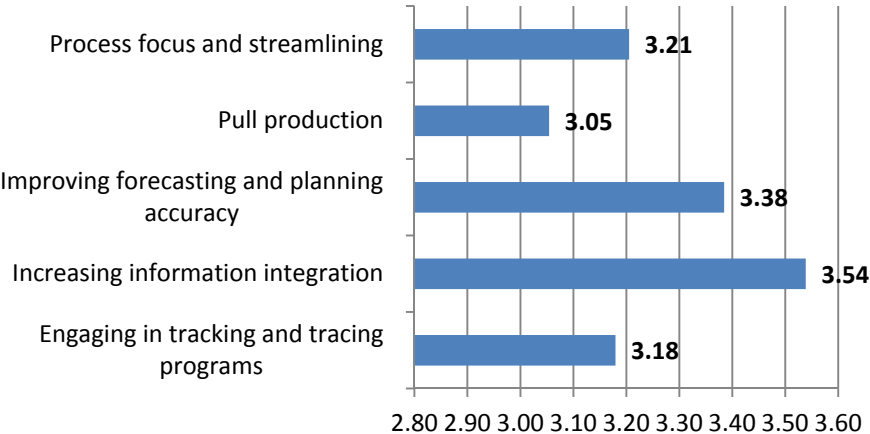 Process focus and streamlining
3.21
Pull production
3.05
Improving forecasting and planning
accuracy
3.38
Increasing information integration
3.54
Engaging in tracking and tracing
programs
3.18
2.80 2.90 3.00 3.10 3.20 3.30 3.40 3.50 3.60